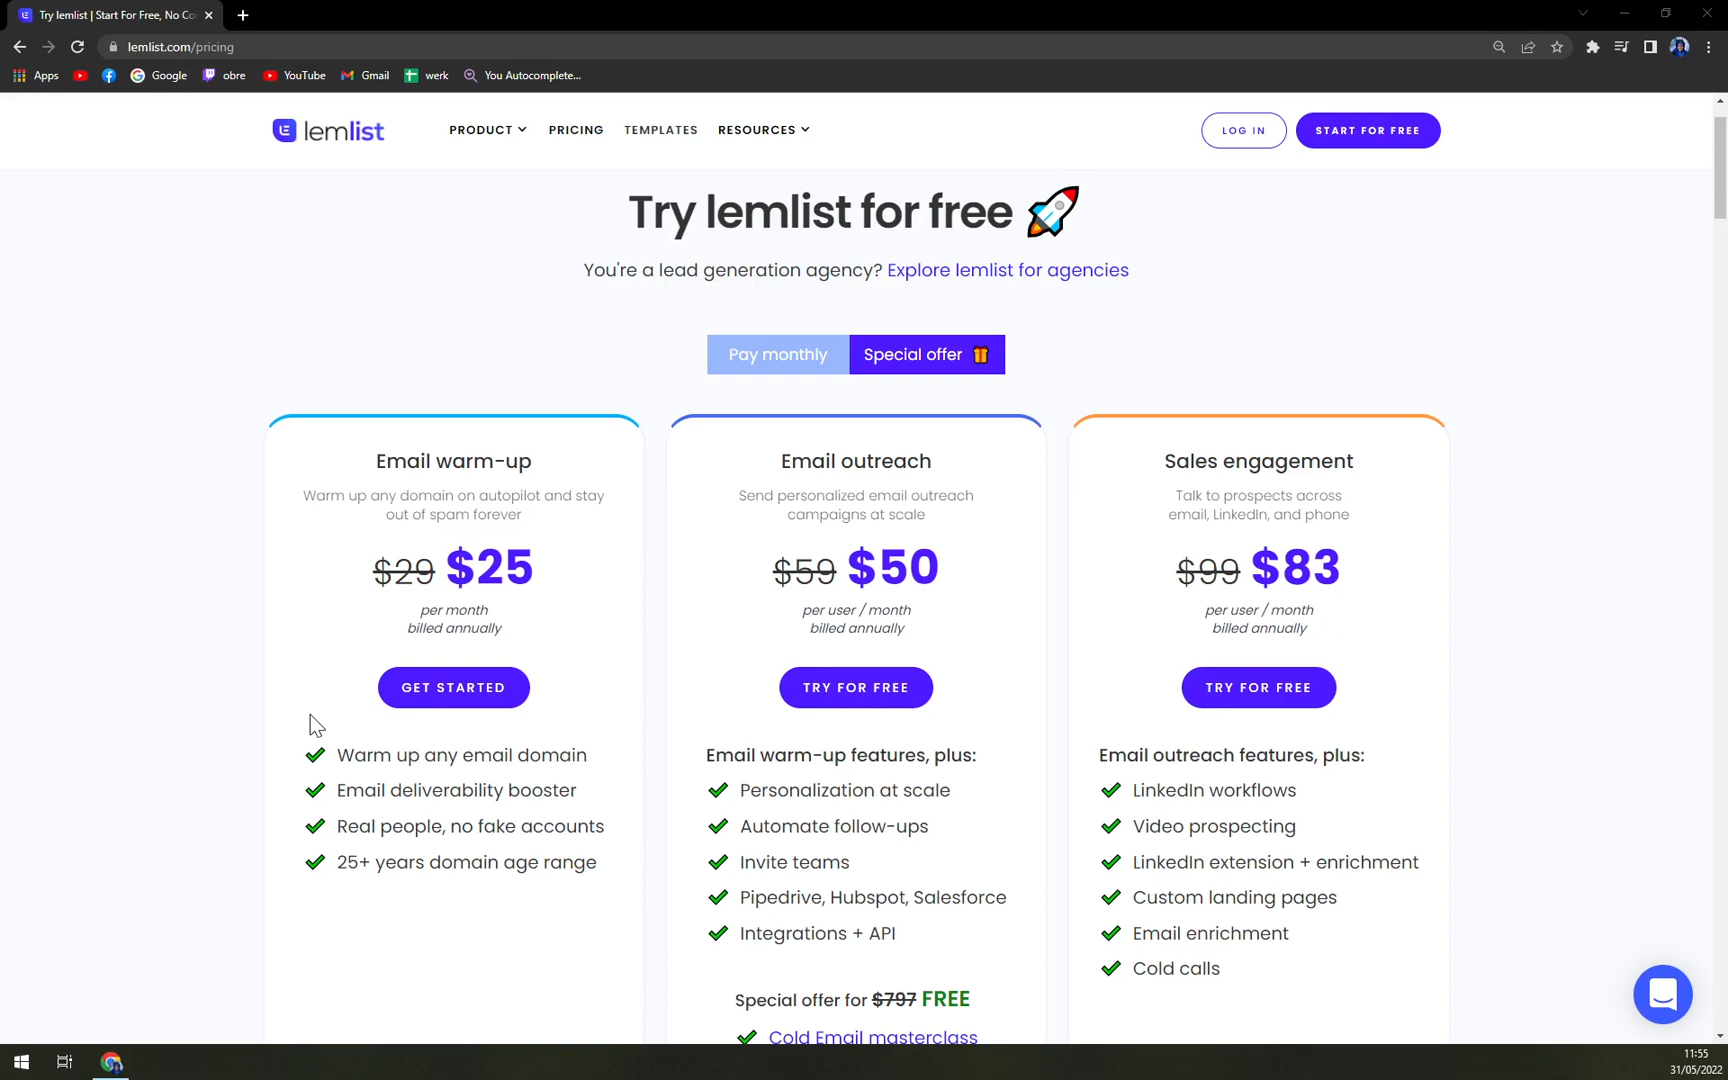 Try lemlist | Start For Free, No Co
lemlist.com/pricing
Apps
Google
obre
YouTube
Gmail
werk
You Autocomplete...
lemlist
PRODUCT
PRICING
TEMPLATES
RESOURCES
LOG IN
START FOR FREE
Try lemlist for free
You're a lead generation agency? Explore lemlist for agencies
Pay monthly
Special offer
Email warm-up
Warm up any domain on autopilot and stay
out of spam forever
$29 $25
per month
billed annually
GET STARTED
Warm up any email domain
Email deliverability booster
Real people, no fake accounts
25+ years domain age range
Email outreach
Send personalized email outreach
campaigns at scale
$59 $50
per user / month
billed annually
TRY FOR FREE
Email warm-up features, plus:
Personalization at scale
Automate follow-ups
Invite teams
Pipedrive, Hubspot, Salesforce
Integrations + API
Special offer for $797 FREE
Cold Email masterclass
Sales engagement
Talk to prospects across
email, LinkedIn, and phone
$99 $83
per user / month
billed annually
TRY FOR FREE
Email outreach features, plus:
LinkedIn workflows
Video prospecting
LinkedIn extension + enrichment
Custom landing pages
Email enrichment
Cold calls
11:55
31/05/2022